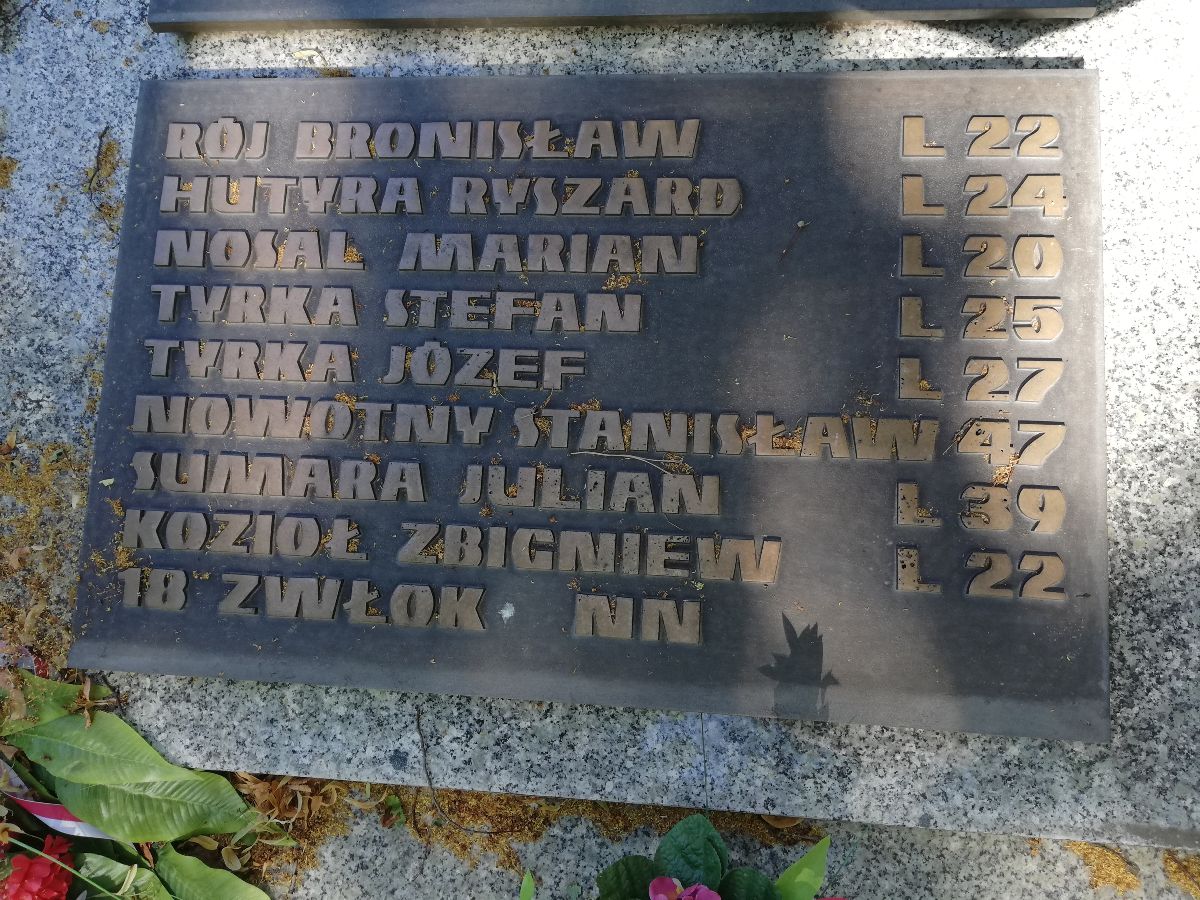 RÓJ BRONISŁAW L 22
HUTYRA RYSZARD L 24
NOSAL MARIAN L 20
TYRKA STEFAN L 25
TYRKA JÓZEF L 27
NOWOTNY STANISŁAW 47
SUMARA JULIAN L 39
KOZIOŁ ZBIGNIEW L 22
18 ZWŁOK NN